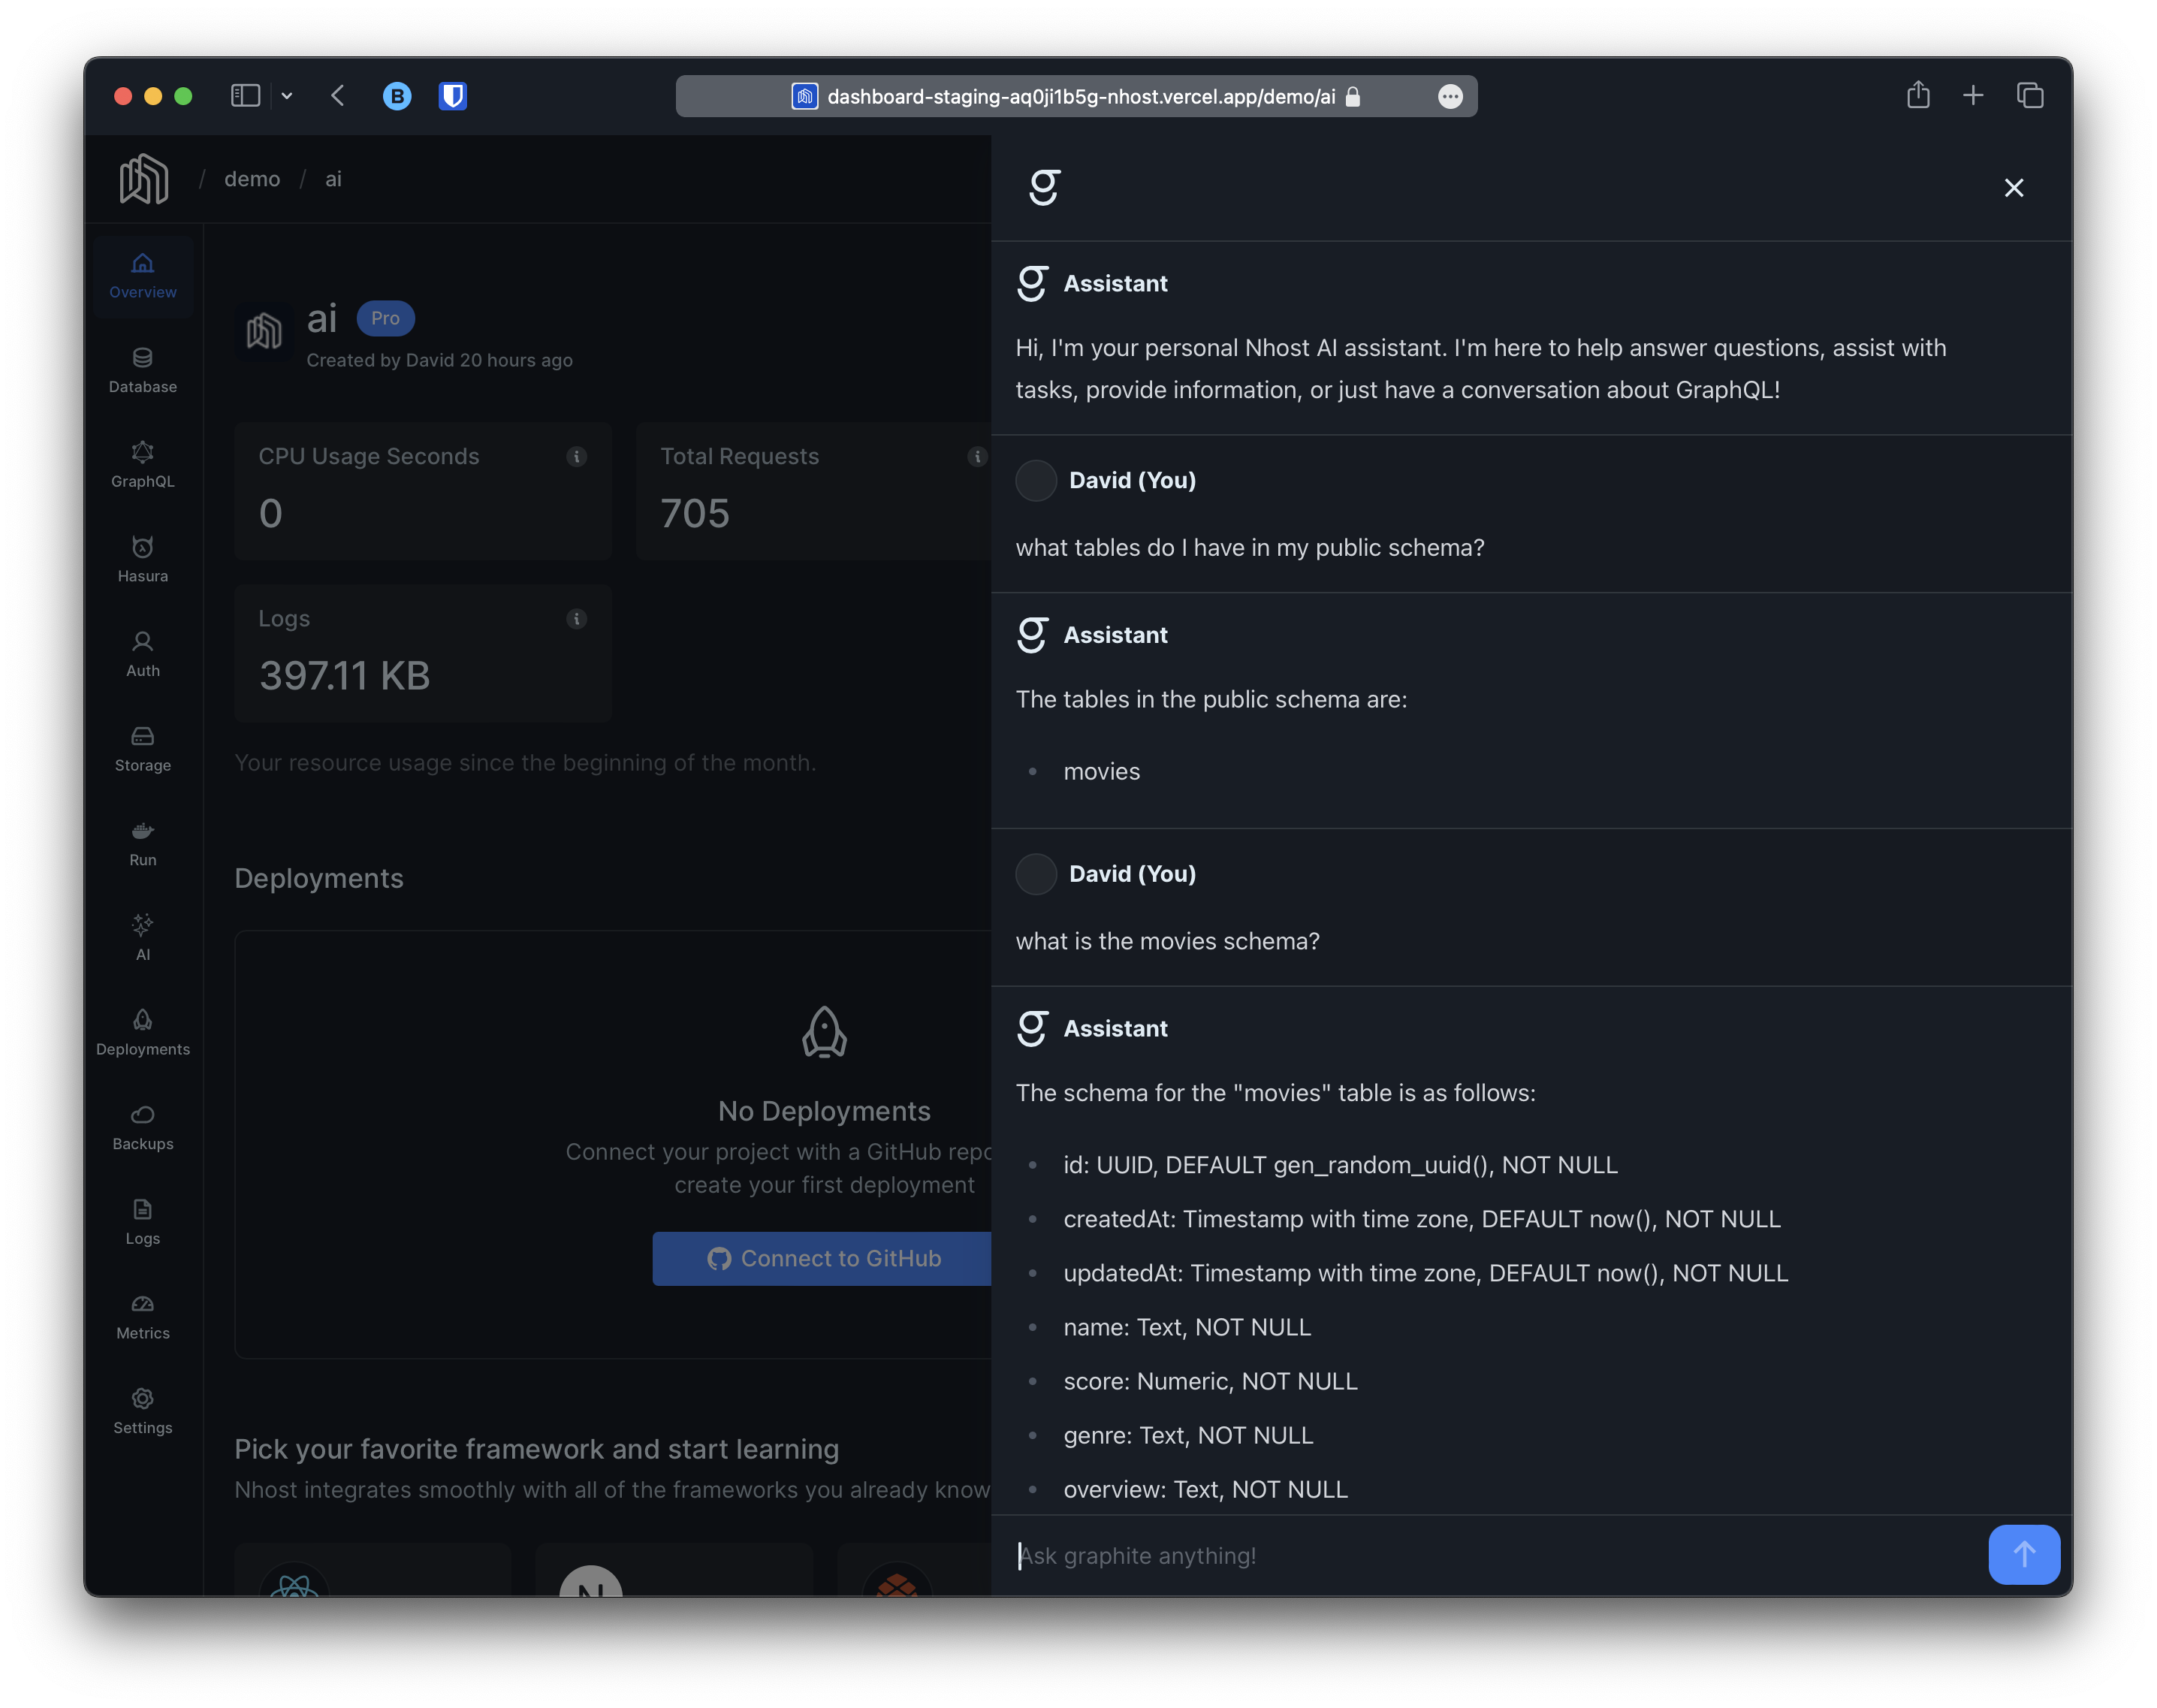 B
dashboard-staging-aq0ji1b5g-nhost.vercel.app/demo/ai
/ demo / ai
Overview
Database
GraphQL
Hasura
Auth
Storage
Run
AI
Deployments
Backups
Logs
Metrics
Settings
ai Pro
Created by David 20 hours ago
CPU Usage Seconds
0
Total Requests
705
Logs
397.11 KB
Your resource usage since the beginning of the month.
Deployments
No Deployments
Connect your project with a GitHub repo
create your first deployment
Connect to GitHub
Pick your favorite framework and start learning
Nhost integrates smoothly with all of the frameworks you already know
N
g
Assistant
Hi, I'm your personal Nhost AI assistant. I'm here to help answer questions, assist with
tasks, provide information, or just have a conversation about GraphQL!
David (You)
what tables do I have in my public schema?
Assistant
The tables in the public schema are:
• movies
David (You)
what is the movies schema?
Assistant
The schema for the "movies" table is as follows:
• id: UUID, DEFAULT gen_random_uuid(), NOT NULL
• createdAt: Timestamp with time zone, DEFAULT now(), NOT NULL
• updatedAt: Timestamp with time zone, DEFAULT now(), NOT NULL
• name: Text, NOT NULL
• score: Numeric, NOT NULL
• genre: Text, NOT NULL
• overview: Text, NOT NULL
Ask graphite anything!